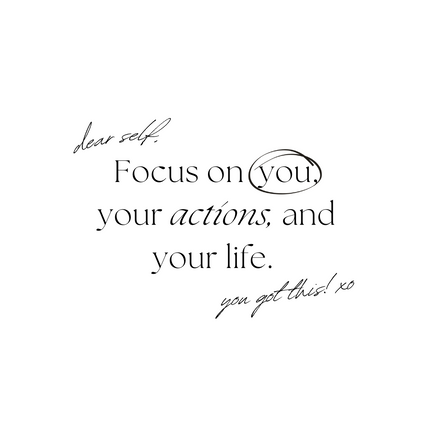 dear self,
Focus on you,
your actions, and
your life.
you got this! xo